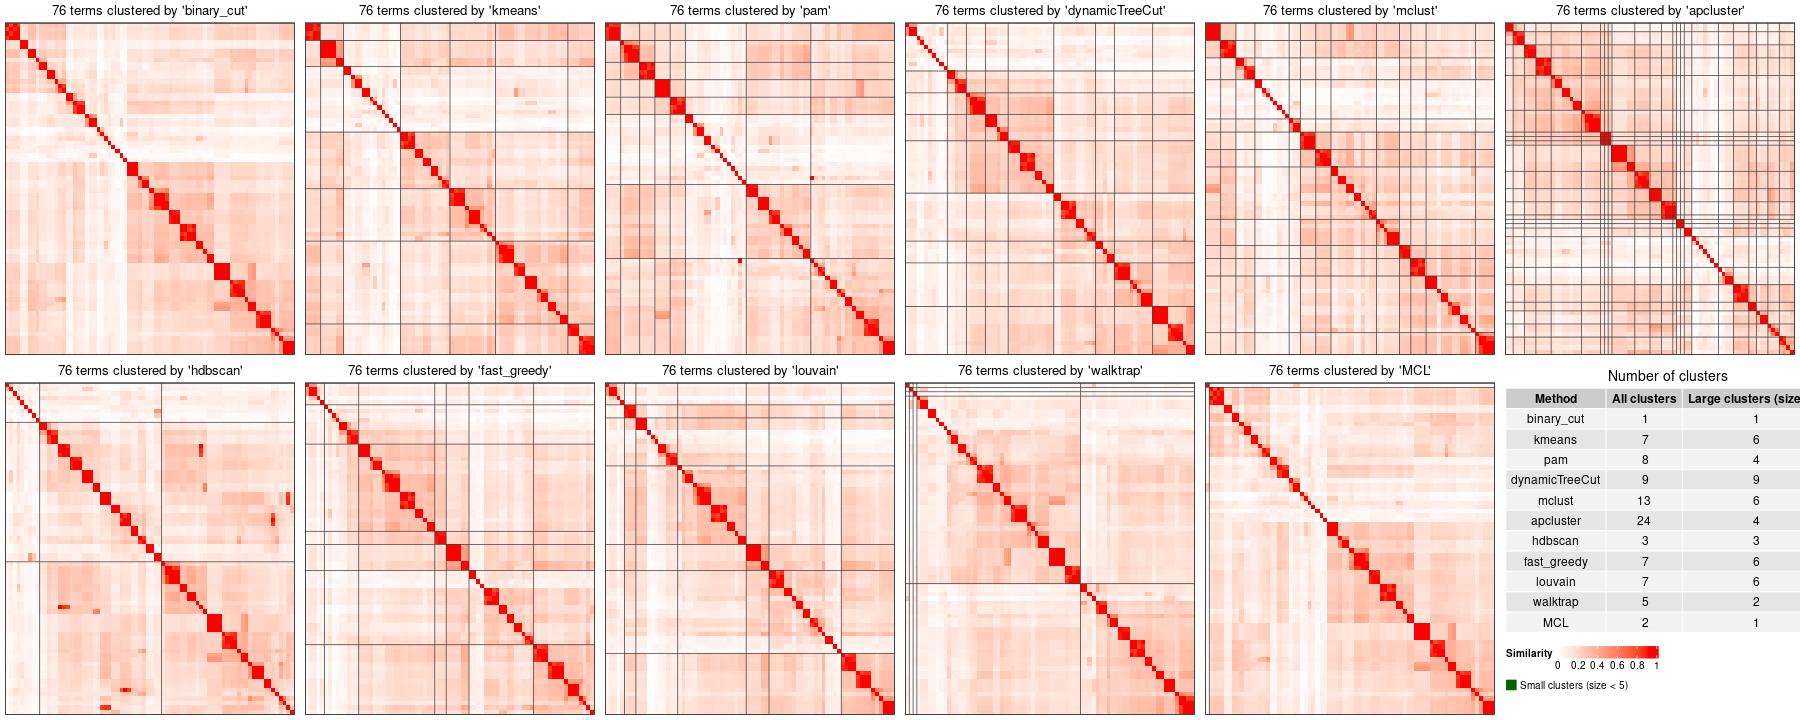 76 terms clustered by 'binary_cut'
76 terms clustered by 'kmeans'
76 terms clustered by 'pam'
76 terms clustered by 'dynamicTreeCut'
76 terms clustered by 'mclust'
76 terms clustered by 'apcluster'
76 terms clustered by 'hdbscan'
76 terms clustered by 'fast_greedy'
76 terms clustered by 'louvain'
76 terms clustered by 'walktrap'
76 terms clustered by 'MCL'
Number of clusters
Method All clusters Large clusters (size
binary_cut 1 1
kmeans 7 6
pam 8 4
dynamicTreeCut 9 9
mclust 13 6
apcluster 24 4
hdbscan 3 3
fast_greedy 7 6
louvain 7 6
walktrap 5 2
MCL 2 1
Similarity
0 0.2 0.4 0.6 0.8 1
Small clusters (size < 5)